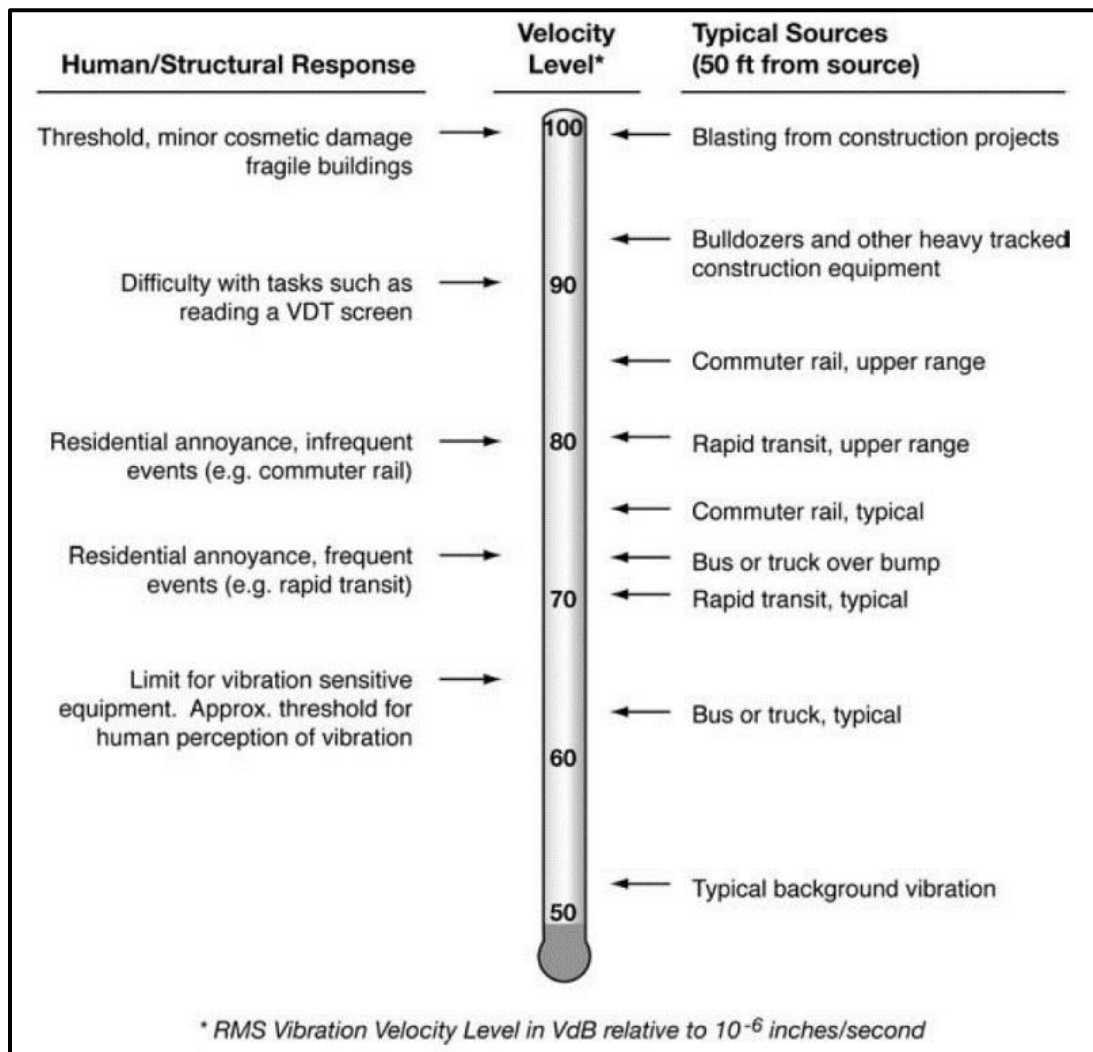 Human/Structural Response
Velocity
Level*
Typical Sources
(50 ft from source)
Threshold, minor cosmetic damage
fragile buildings
100
Blasting from construction projects
Bulldozers and other heavy tracked
construction equipment
Difficulty with tasks such as
reading a VDT screen
90
Commuter rail, upper range
Residential annoyance, infrequent
events (e.g. commuter rail)
80
Rapid transit, upper range
Commuter rail, typical
Residential annoyance, frequent
events (e.g. rapid transit)
Bus or truck over bump
70
Rapid transit, typical
Limit for vibration sensitive
equipment. Approx. threshold for
human perception of vibration
Bus or truck, typical
60
Typical background vibration
50
* RMS Vibration Velocity Level in VdB relative to 10⁻⁶ inches/second